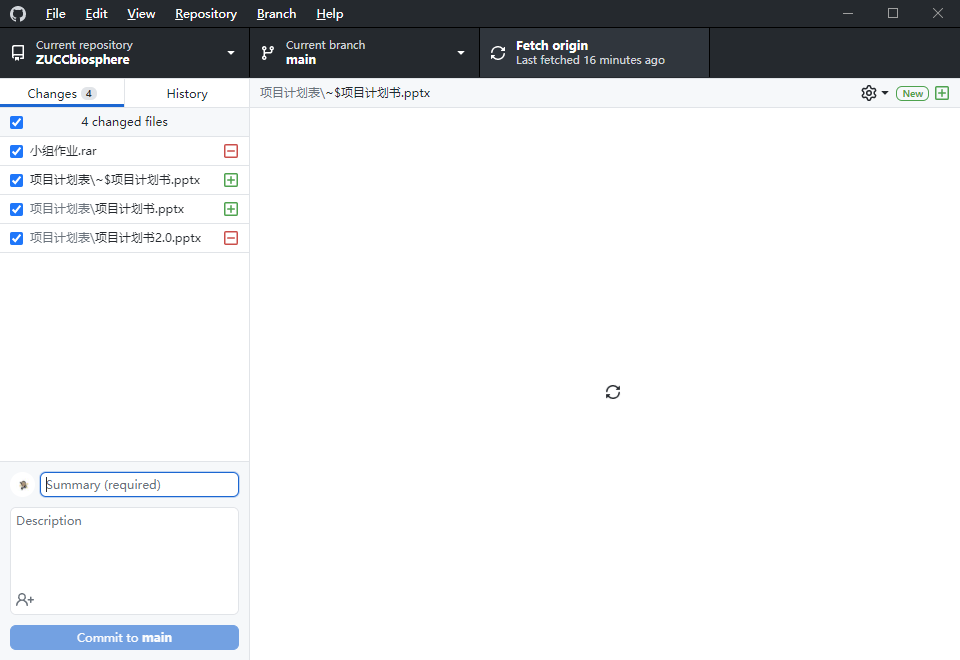 File Edit View Repository Branch Help
Current repository
ZUCCbiosphere
Current branch
main
Fetch origin
Last fetched 16 minutes ago
Changes 4
History
项目计划表\~$项目计划书.pptx
New
4 changed files
小组作业.rar
项目计划表\~$项目计划书.pptx
项目计划表\项目计划书.pptx
项目计划表\项目计划书2.0.pptx
Summary (required)
Description
Commit to main